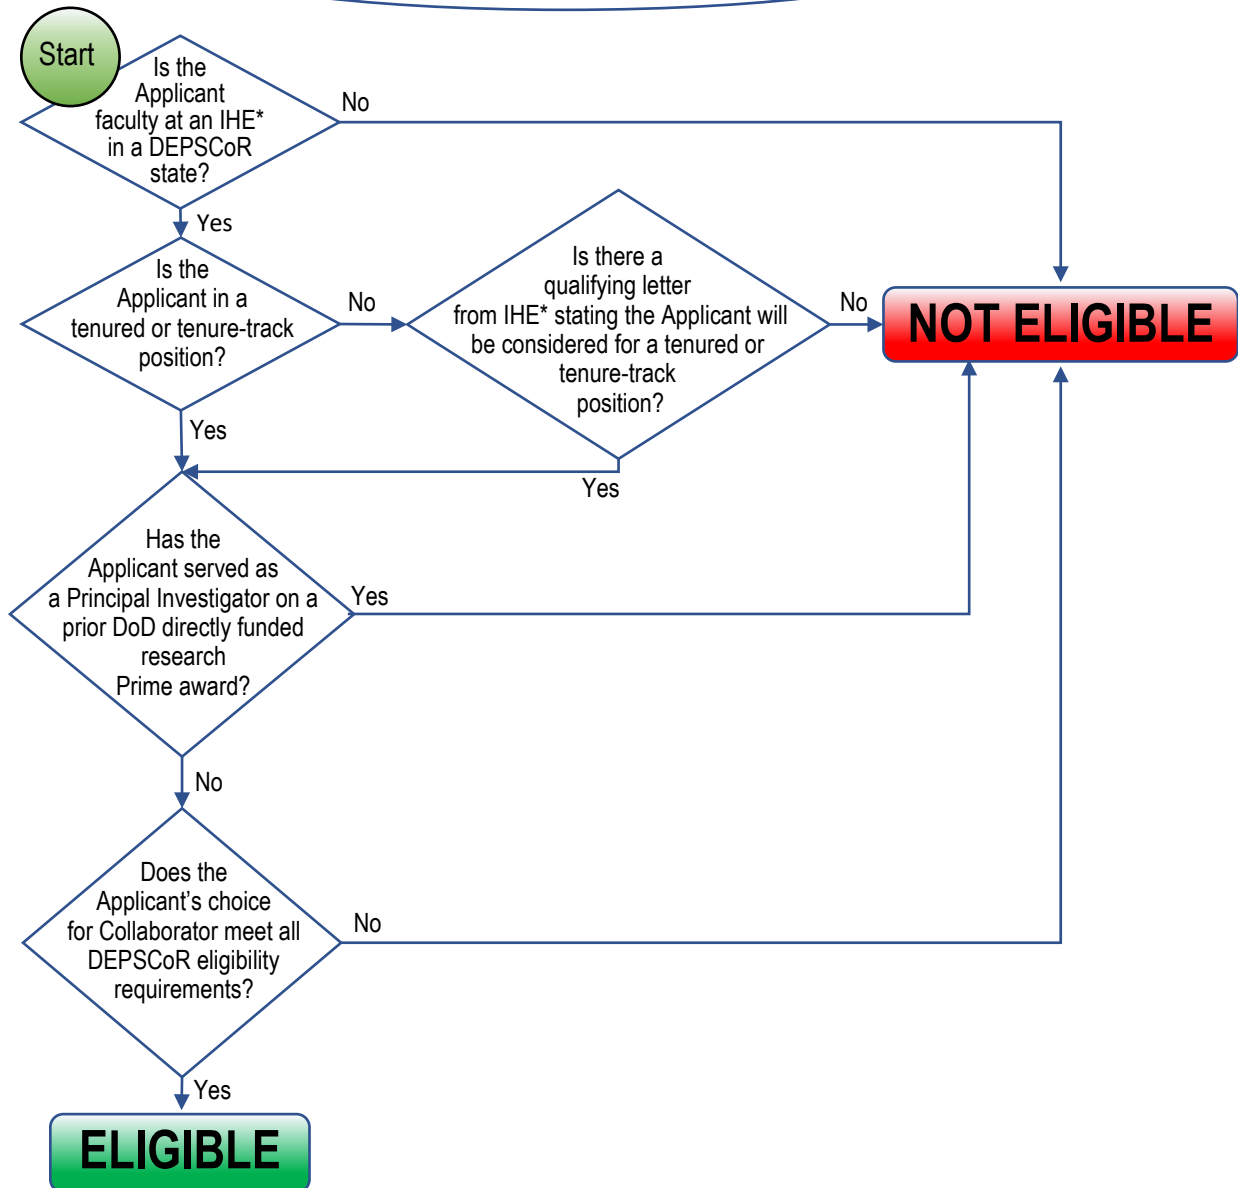 Start
Is the
Applicant
faculty at an IHE*
in a DEPSCoR
state?
No
Yes
Is the
Applicant in a
tenured or tenure-track
position?
No
Is there a
qualifying letter
from IHE* stating the Applicant will
be considered for a tenured or
tenure-track
position?
No
NOT ELIGIBLE
Yes
Yes
Has the
Applicant served as
a Principal Investigator on a
prior DoD directly funded
research
Prime award?
Yes
No
Does the
Applicant’s choice
for Collaborator meet all
DEPSCoR eligibility
requirements?
No
Yes
ELIGIBLE